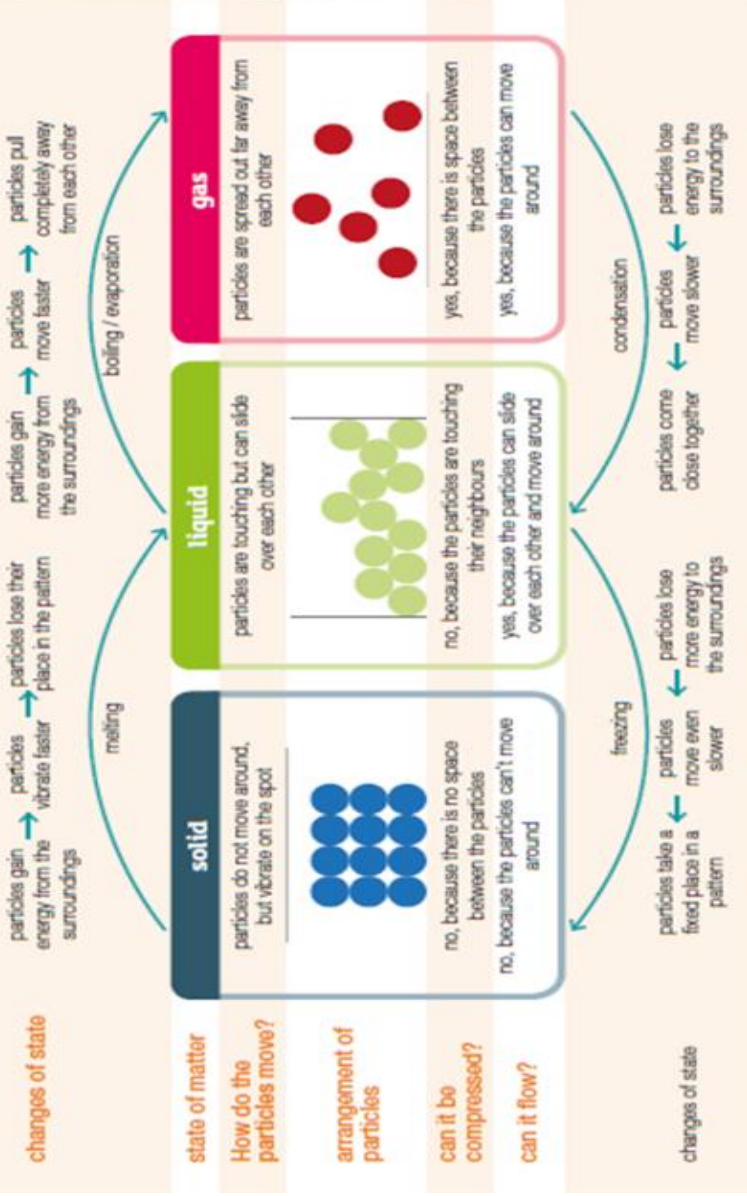 changes of state
particles gain
energy from the
surroundings
particles
vibrate faster
particles lose their
place in the pattern
particles gain
more energy from
the surroundings
particles
move faster
particles pull
completely away
from each other
melting
boiling / evaporation
state of matter
solid
liquid
gas
How do the
particles move?
particles do not move around,
but vibrate on the spot
particles are touching but can slide
over each other
particles are spread out far away from
each other
arrangement of
particles
can it be
compressed?
no, because there is no space
between the particles
no, because the particles are touching
their neighbours
yes, because there is space between
the particles
can it flow?
no, because the particles can't move
around
yes, because the particles can slide
over each other and move around
yes, because the particles can move
around
freezing
condensation
changes of state
particles take a
fixed place in a
pattern
particles
move even
slower
particles lose
more energy to
the surroundings
particles come
close together
particles
move slower
particles lose
energy to the
surroundings